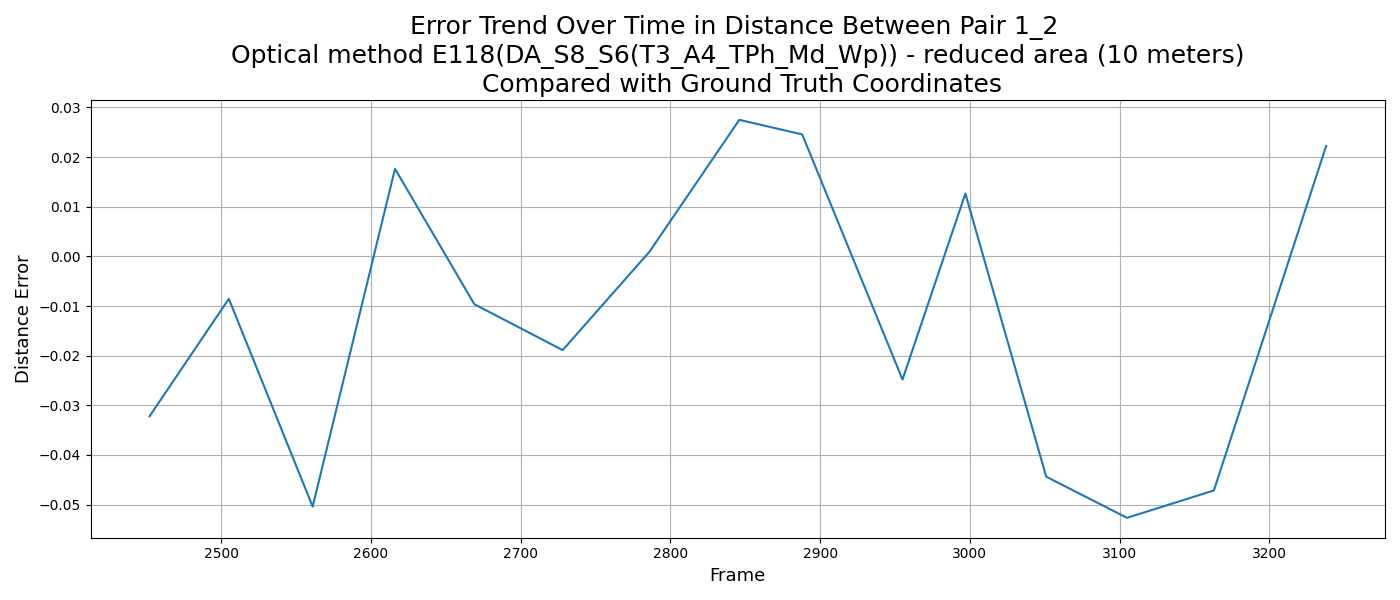 Error Trend Over Time in Distance Between Pair 1_2
Optical method E118(DA_S8_S6(T3_A4_TPh_Md_Wp)) - reduced area (10 meters)
Compared with Ground Truth Coordinates
Distance Error
0.03
0.02
0.01
0.00
−0.01
−0.02
−0.03
−0.04
−0.05
2500 2600 2700 2800 2900 3000 3100 3200
Frame